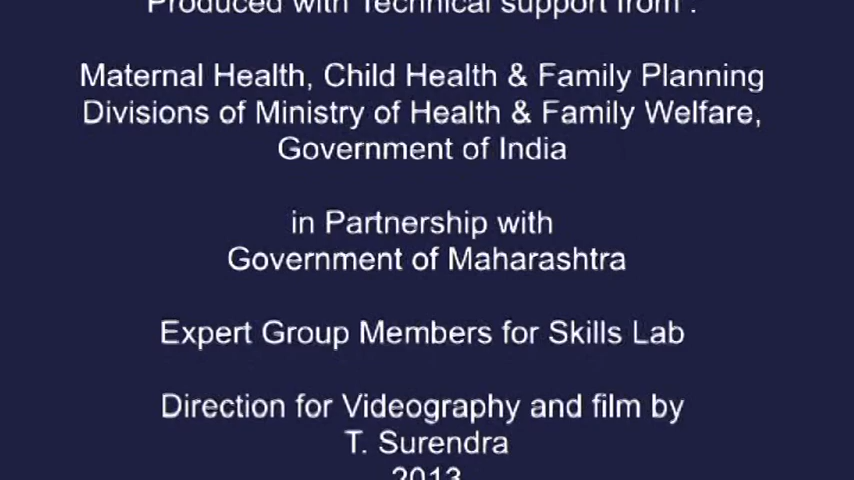 Produced with Technical support from :
Maternal Health, Child Health & Family Planning
Divisions of Ministry of Health & Family Welfare,
Government of India
in Partnership with
Government of Maharashtra
Expert Group Members for Skills Lab
Direction for Videography and film by
T. Surendra
2013